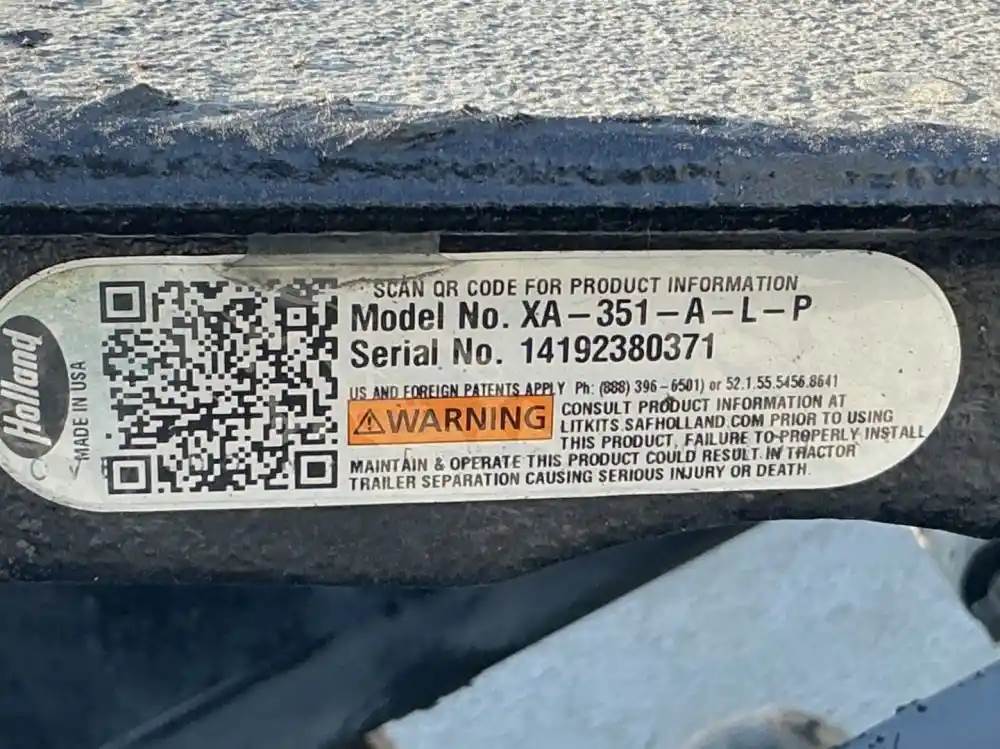 Holland
MADE IN USA
SCAN QR CODE FOR PRODUCT INFORMATION
Model No. XA-351-A-L-P
Serial No. 14192380371
US AND FOREIGN PATENTS APPLY Ph: (888) 396-6501) or 52.1.55.5456.8641
WARNING
CONSULT PRODUCT INFORMATION AT
LITKITS.SAFHOLLAND.COM PRIOR TO USING
THIS PRODUCT, FAILURE TO PROPERLY INSTALL
MAINTAIN & OPERATE THIS PRODUCT COULD RESULT IN TRACTOR
TRAILER SEPARATION CAUSING SERIOUS INJURY OR DEATH.